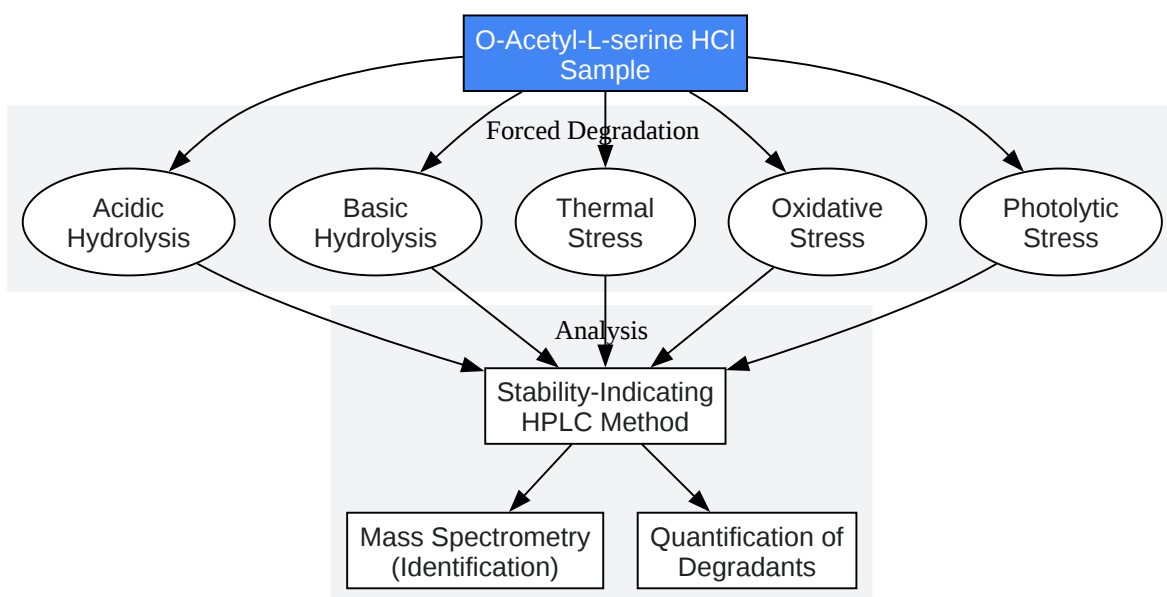 O-Acetyl-L-serine HCl
Sample
Forced Degradation
Acidic
Hydrolysis
Basic
Hydrolysis
Thermal
Stress
Oxidative
Stress
Photolytic
Stress
Analysis
Stability-Indicating
HPLC Method
Mass Spectrometry
(Identification)
Quantification of
Degradants